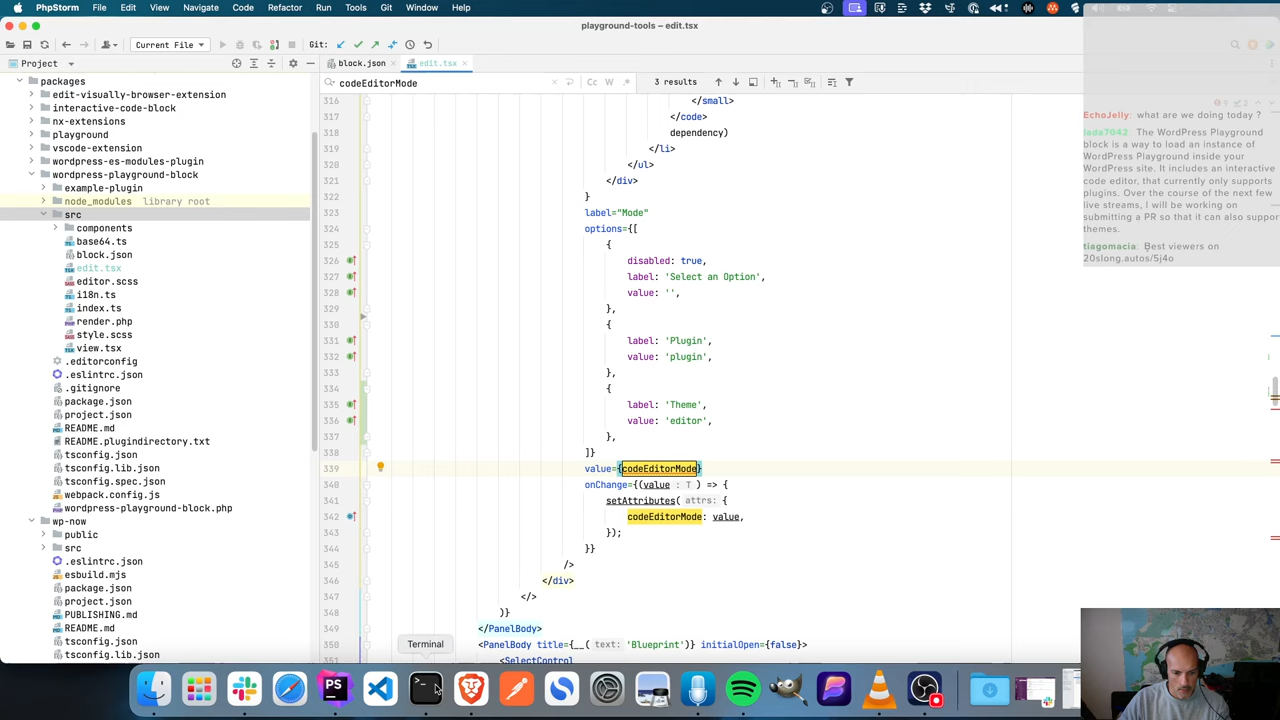 PhpStorm File Edit View Navigate Code Refactor Run Tools Git Window Help
playground-tools – edit.tsx
Current File
Git:
Project
block.json
edit.tsx
codeEditorMode
Cc
W
3 results
packages
edit-visually-browser-extension
interactive-code-block
nx-extensions
playground
vscode-extension
wordpress-es-modules-plugin
wordpress-playground-block
example-plugin
node_modules library root
src
components
base64.ts
block.json
edit.tsx
editor.scss
i18n.ts
index.ts
render.php
style.scss
view.tsx
.editorconfig
.eslintrc.json
.gitignore
package.json
project.json
README.md
README.plugindirectory.txt
tsconfig.json
tsconfig.lib.json
tsconfig.spec.json
webpack.config.js
wordpress-playground-block.php
wp-now
public
src
.eslintrc.json
esbuild.mjs
package.json
project.json
PUBLISHING.md
README.md
tsconfig.json
tsconfig.lib.json
316 </small>
317 </code>
318 dependency)
319 </li>
320 </ul>
321 </div>
322 }
323 label="Mode"
324 options={[
325 {
326 disabled: true,
327 label: 'Select an Option',
328 value: '',
329 },
330 {
331 label: 'Plugin',
332 value: 'plugin',
333 },
334 {
335 label: 'Theme',
336 value: 'editor',
337 },
338 ]}
339 value={codeEditorMode}
340 onChange={(value : T ) => {
341 setAttributes( attrs: {
342 codeEditorMode: value,
343 });
344 }}
345 />
346 </div>
347 </>
348 )}
349 </PanelBody>
350 <PanelBody title={__( text: 'Blueprint')} initialOpen={false}>
351 <SelectControl
EchoJelly: what are we doing today ?
lada7042: The WordPress Playground
block is a way to load an instance of
WordPress Playground inside your
WordPress site. It includes an interactive
code editor, that currently only supports
plugins. Over the course of the next few
live streams, I will be working on
submitting a PR so that it can also suppo
themes.
tiagomacia: Best viewers on
20slong.autos/5j4o
Terminal